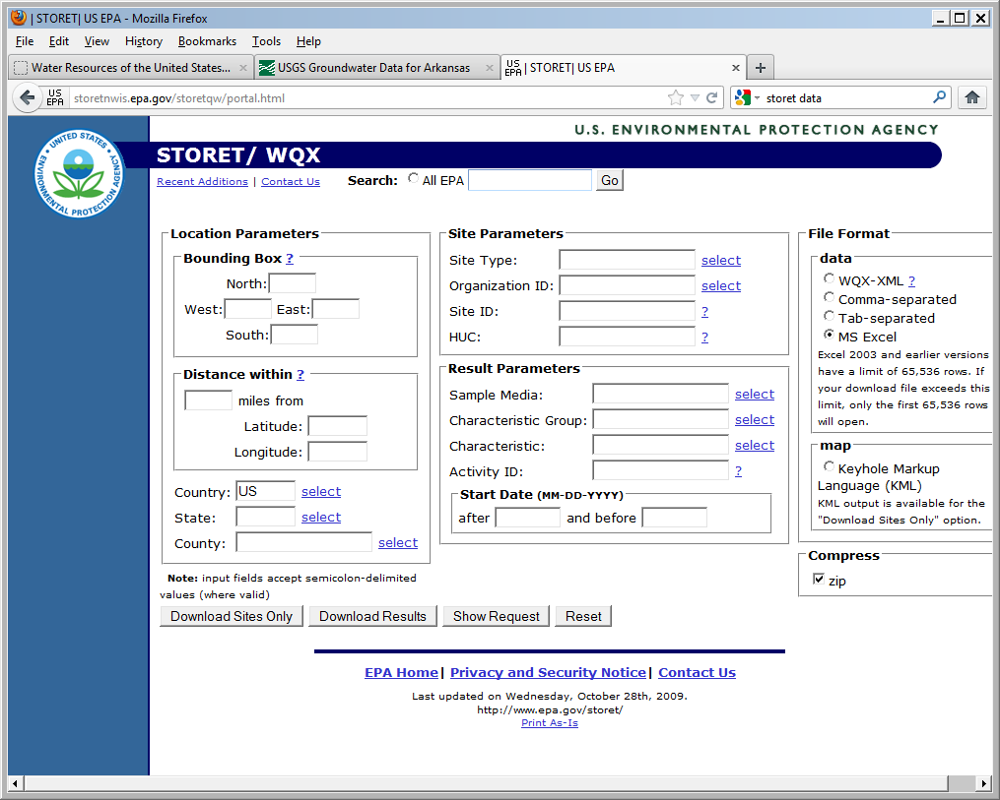 | STORET| US EPA - Mozilla Firefox
File Edit View History Bookmarks Tools Help
Water Resources of the United States... × USGS Groundwater Data for Arkansas × US EPA | STORET| US EPA × +
US EPA storetnwis.epa.gov/storetqw/portal.html storet data
U.S. ENVIRONMENTAL PROTECTION AGENCY
UNITED STATES
ENVIRONMENTAL PROTECTION AGENCY
STORET/ WQX
Recent Additions | Contact Us Search: All EPA Go
Location Parameters
Bounding Box ?
North:
West: East:
South:
Distance within ?
miles from
Latitude:
Longitude:
Country: US select
State: select
County: select
Note: input fields accept semicolon-delimited
values (where valid)
Site Parameters
Site Type: select
Organization ID: select
Site ID: ?
HUC: ?
Result Parameters
Sample Media: select
Characteristic Group: select
Characteristic: select
Activity ID: ?
Start Date (MM-DD-YYYY)
after and before
File Format
data
WQX-XML ?
Comma-separated
Tab-separated
MS Excel
Excel 2003 and earlier versions
have a limit of 65,536 rows. If
your download file exceeds this
limit, only the first 65,536 rows
will open.
map
Keyhole Markup
Language (KML)
KML output is available for the
"Download Sites Only" option.
Compress
zip
Download Sites Only Download Results Show Request Reset
EPA Home | Privacy and Security Notice | Contact Us
Last updated on Wednesday, October 28th, 2009.
http://www.epa.gov/storet/
Print As-Is